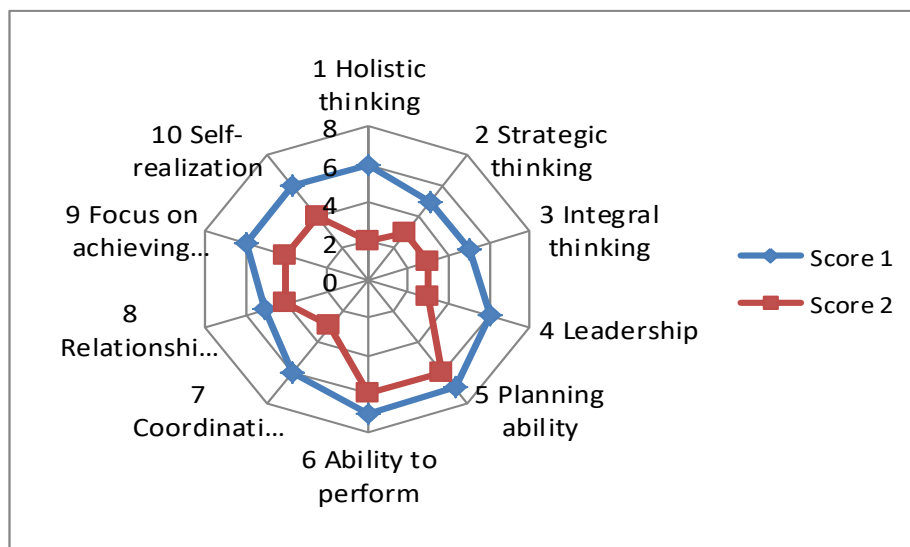 1 Holistic
thinking
2 Strategic
thinking
3 Integral
thinking
4 Leadership
5 Planning
ability
6 Ability to
perform
7
Coordinati...
8
Relationshi...
9 Focus on
achieving...
10 Self-
realization
8
6
4
2
0
Score 1
Score 2